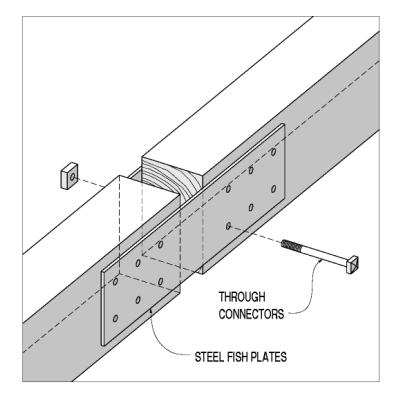 THROUGH
CONNECTORS
STEEL FISH PLATES